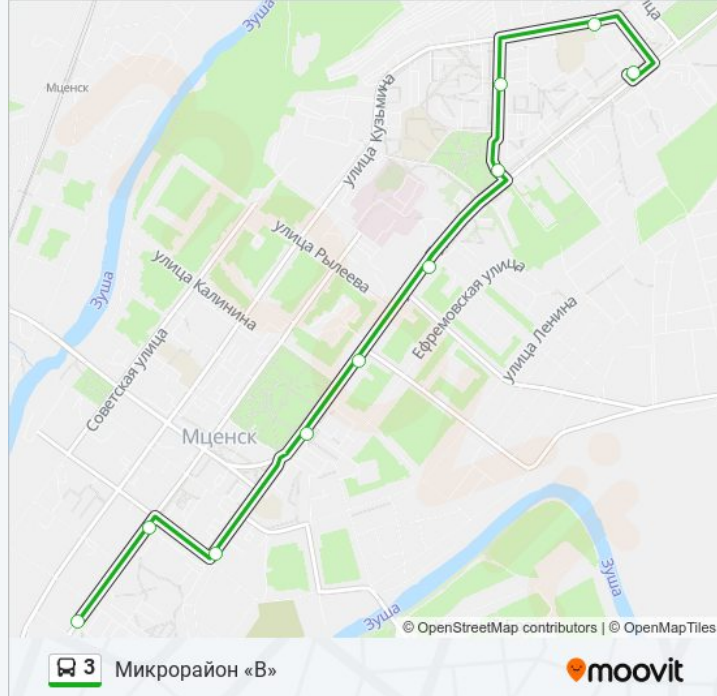 Зуша
Мценск
улица Кузьмина
улица Рылеева
улица Калинина
Зуша
Ефремовская улица
улица Ленина
Советская улица
Мценск
Зуша
Зуша
© OpenStreetMap contributors | © OpenMapTiles
3 Микрорайон «В»
moovit